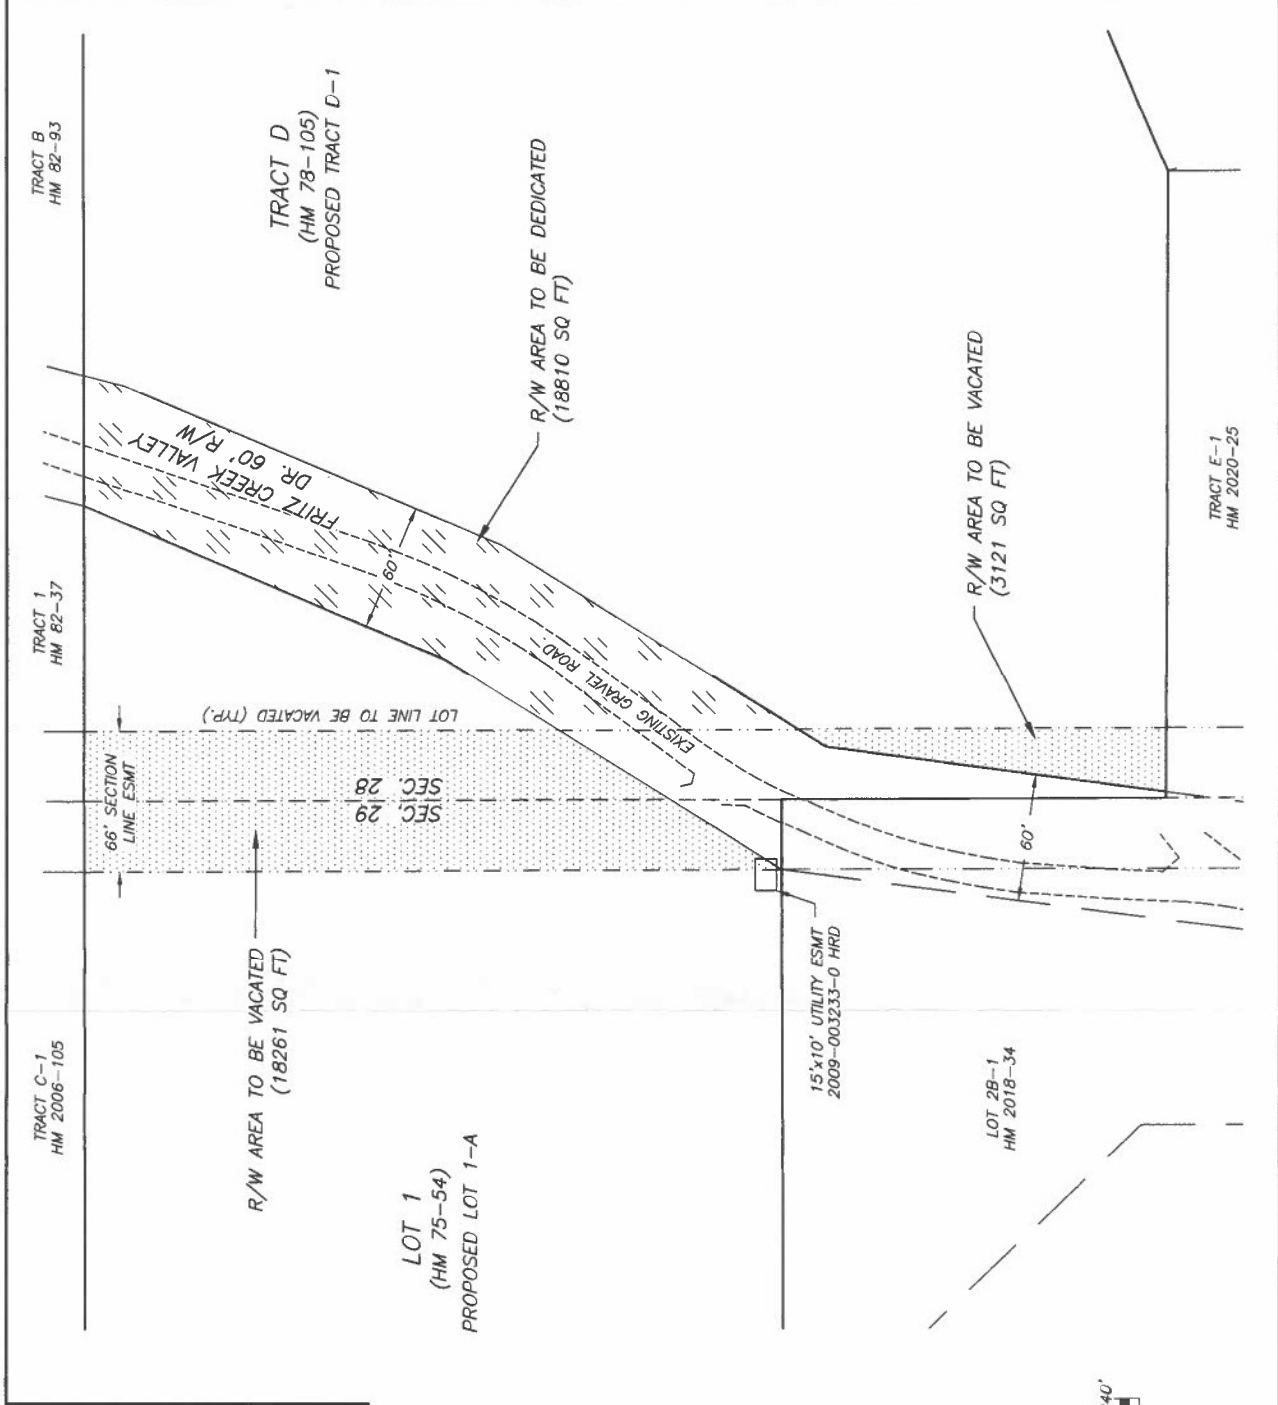 TRACT B
HM 82-93
TRACT D
(HM 78-105)
PROPOSED TRACT D-1
R/W AREA TO BE DEDICATED
(18810 SQ FT)
FRITZ CREEK VALLEY
DR. 60' R/W
60'
TRACT 1
HM 82-37
R/W AREA TO BE VACATED
(3121 SQ FT)
TRACT E-1
HM 2020-25
EXISTING GRAVEL ROAD
LOT LINE TO BE VACATED (TYP.)
66' SECTION
LINE ESMT
SEC. 28
SEC. 29
60'
TRACT C-1
HM 2006-105
R/W AREA TO BE VACATED
(18261 SQ FT)
15'x10' UTILITY ESMT
2009-003233-0 HRD
LOT 2B-1
HM 2018-34
LOT 1
(HM 75-54)
PROPOSED LOT 1-A
40'